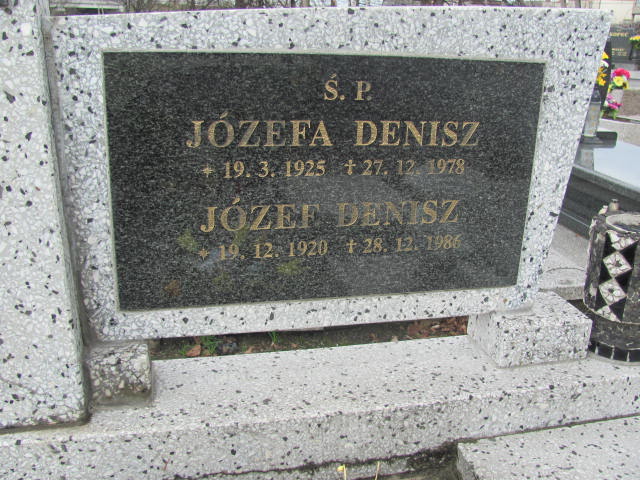 Ś. P.
JÓZEFA DENISZ
* 19. 3. 1925 ✝ 27. 12. 1978
JÓZEF DENISZ
* 19. 12. 1920 ✝ 28. 12. 1986